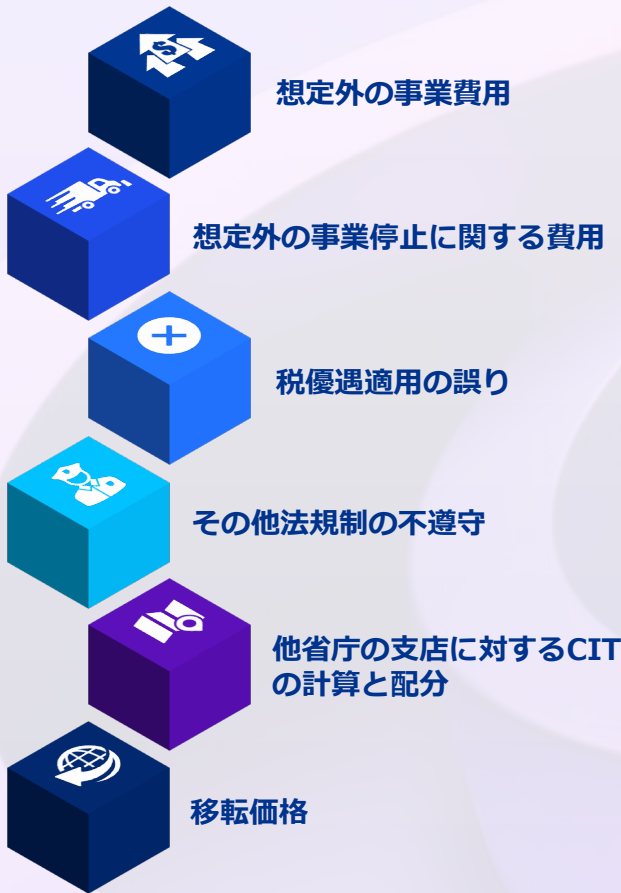 想定外の事業費用
想定外の事業停止に関する費用
税優遇適用の誤り
その他法規制の不遵守
他省庁の支店に対するCIT
の計算と配分
移転価格